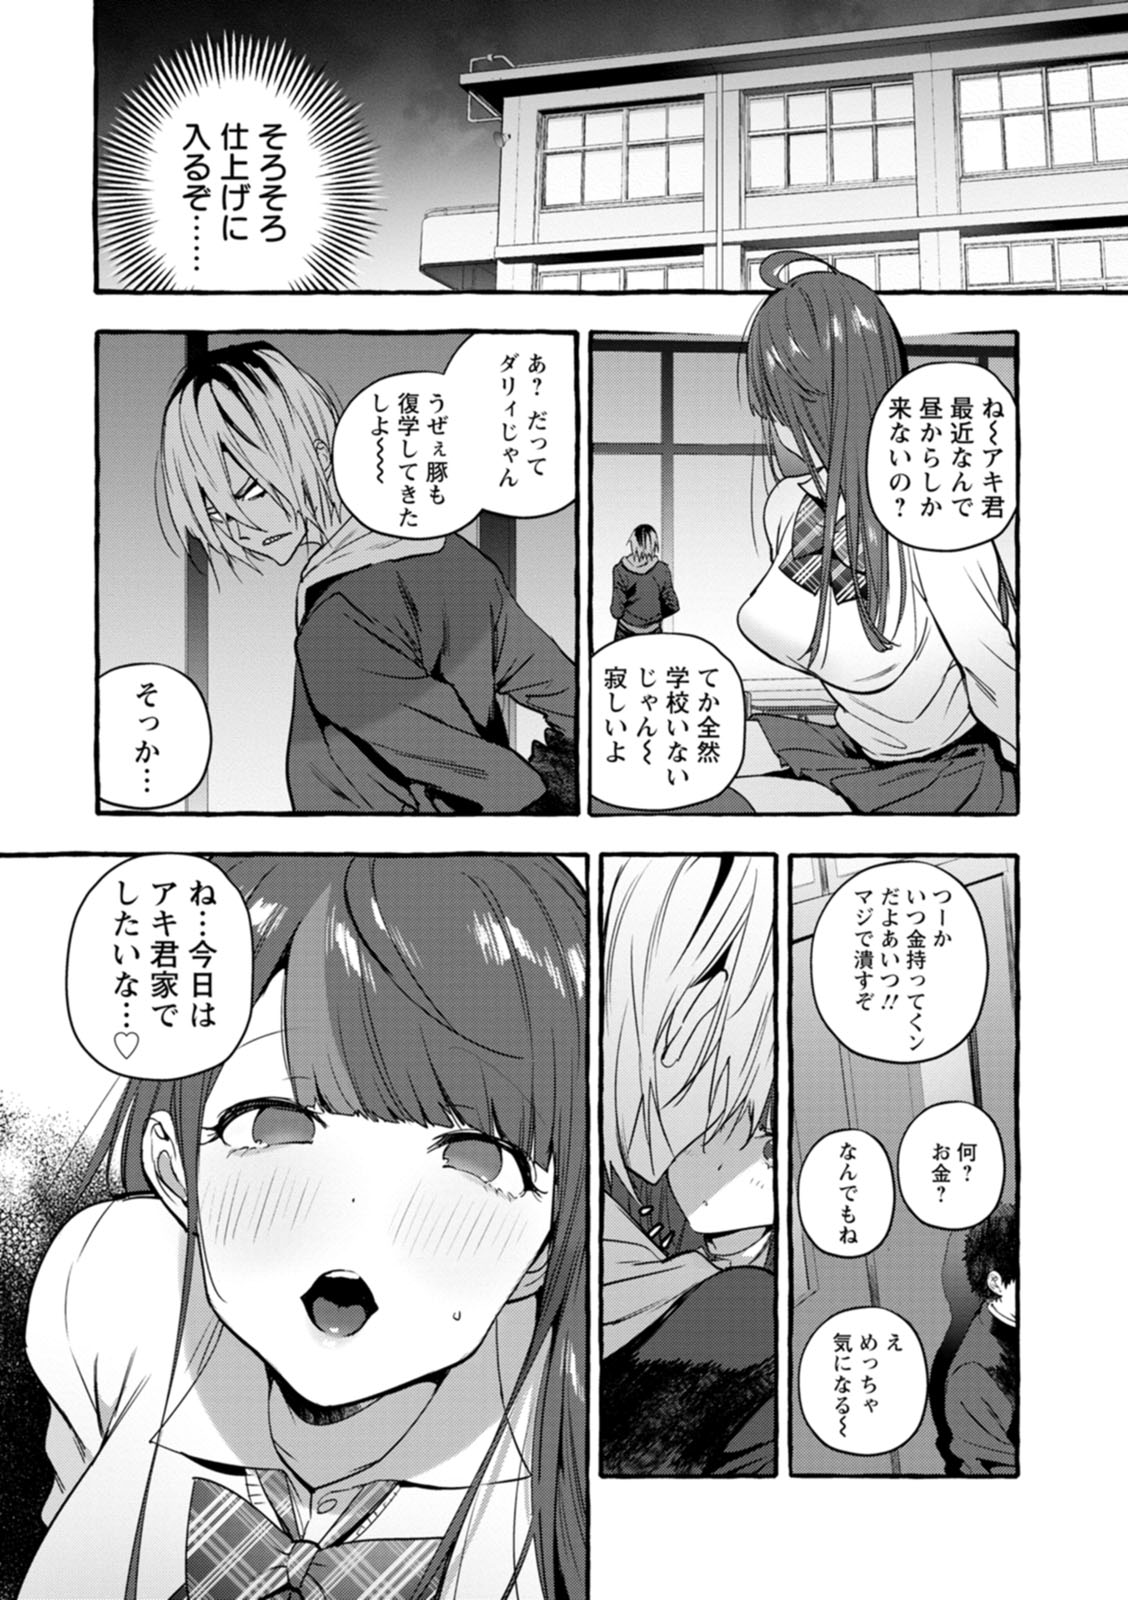 そろそろ
仕上げに
入るぞ……
ね〜アキ君
最近なんで
昼からしか
来ないの?
てか全然
学校いない
じゃん〜
寂しいよ
あ?だって
ダリィじゃん
うぜぇ豚も
復学してきた
しよ〜〜
そっか…
つーか
いつ金持ってくン
だよあいつ!!
マジで潰すぞ
何?
お金?
なんでもね
え
めっちゃ
気になる〜
ね…今日は
アキ君家で
したいな…♡